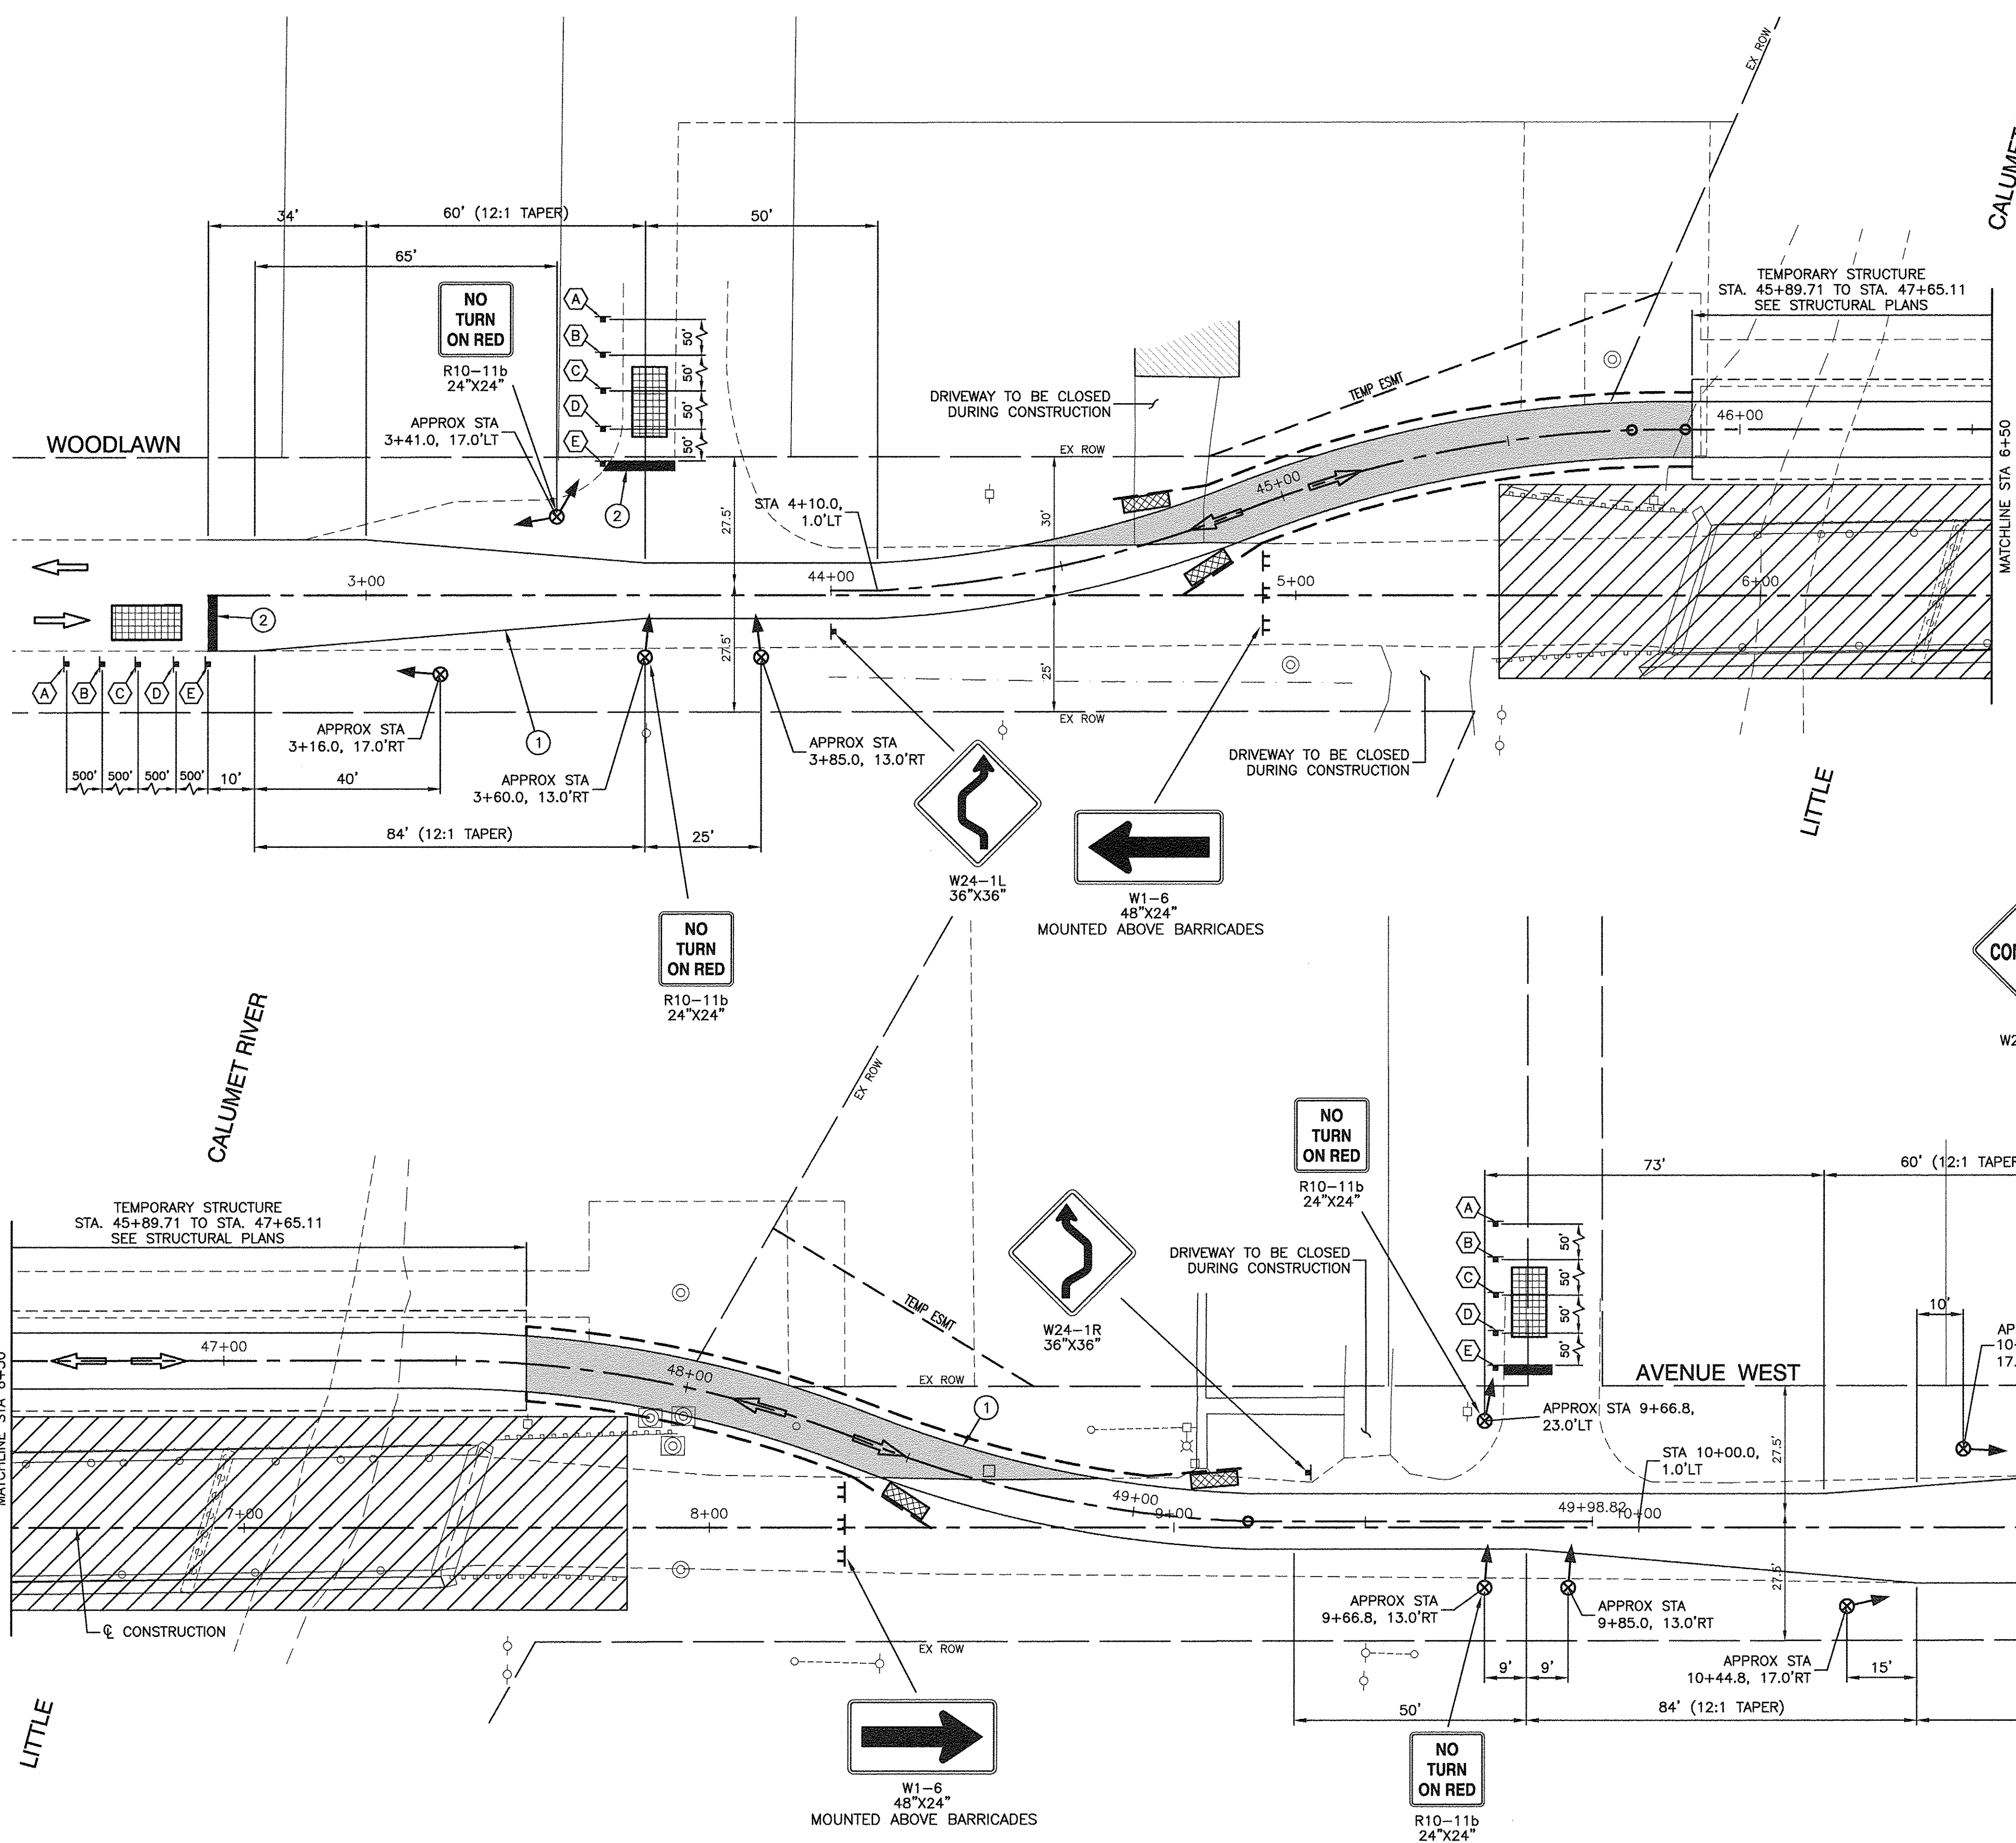 EX ROW
CALUMET
34'
60' (12:1 TAPER)
50'
65'
NO
TURN
ON RED
R10-11b
24"X24"
APPROX STA
3+41.0, 17.0'LT
A
B
C
D
E
50'
50'
50'
50'
WOODLAWN
2
27.5'
27.5'
STA 4+10.0,
1.0'LT
DRIVEWAY TO BE CLOSED
DURING CONSTRUCTION
TEMP ESMT
EX ROW
30'
25'
TEMPORARY STRUCTURE
STA. 45+89.71 TO STA. 47+65.11
SEE STRUCTURAL PLANS
46+00
45+00
44+00
3+00
5+00
6+00
MATCHLINE STA 6+50
2
A
B
C
D
E
500'
500'
500'
500'
10'
40'
APPROX STA
3+16.0, 17.0'RT
1
APPROX STA
3+60.0, 13.0'RT
APPROX STA
3+85.0, 13.0'RT
84' (12:1 TAPER)
25'
EX ROW
DRIVEWAY TO BE CLOSED
DURING CONSTRUCTION
LITTLE
W24-1L
36"X36"
W1-6
48"X24"
MOUNTED ABOVE BARRICADES
NO
TURN
ON RED
R10-11b
24"X24"
CALUMET RIVER
EX ROW
TEMPORARY STRUCTURE
STA. 45+89.71 TO STA. 47+65.11
SEE STRUCTURAL PLANS
47+00
48+00
TEMP ESMT
EX ROW
1
W24-1R
36"X36"
DRIVEWAY TO BE CLOSED
DURING CONSTRUCTION
NO
TURN
ON RED
R10-11b
24"X24"
73'
60' (12:1 TAPER
A
B
C
D
E
50'
50'
50'
50'
AVENUE WEST
10'
APPROX STA 9+66.8,
23.0'LT
STA 10+00.0,
1.0'LT
27.5'
27.5'
49+00
49+98.82
7+00
8+00
9+00
10+00
℄ CONSTRUCTION
EX ROW
LITTLE
W1-6
48"X24"
MOUNTED ABOVE BARRICADES
APPROX STA
9+66.8, 13.0'RT
APPROX STA
9+85.0, 13.0'RT
APPROX STA
10+44.8, 17.0'RT
9'
9'
15'
50'
84' (12:1 TAPER)
NO
TURN
ON RED
R10-11b
24"X24"